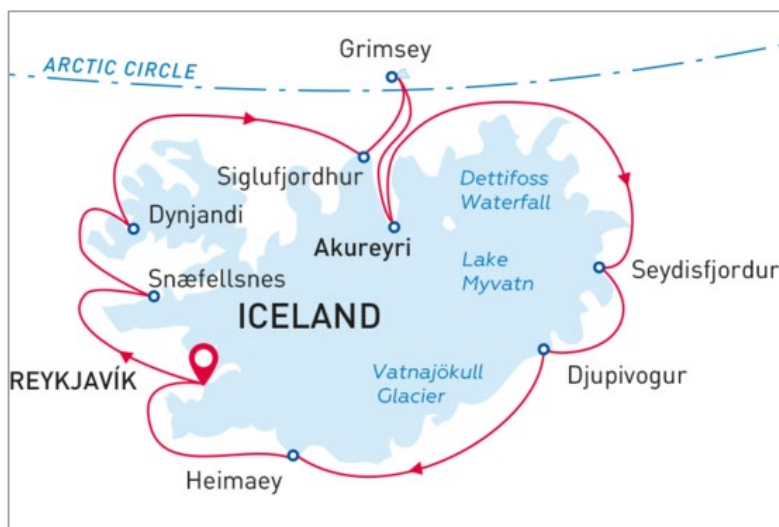 Grimsey
ARCTIC CIRCLE
Siglufjordhur
Dettifoss
Waterfall
Dynjandi
Akureyri
Lake
Myvatn
Seydisfjordur
Snæfellsnes
ICELAND
REYKJAVÍK
Vatnajökull
Glacier
Djupivogur
Heimaey